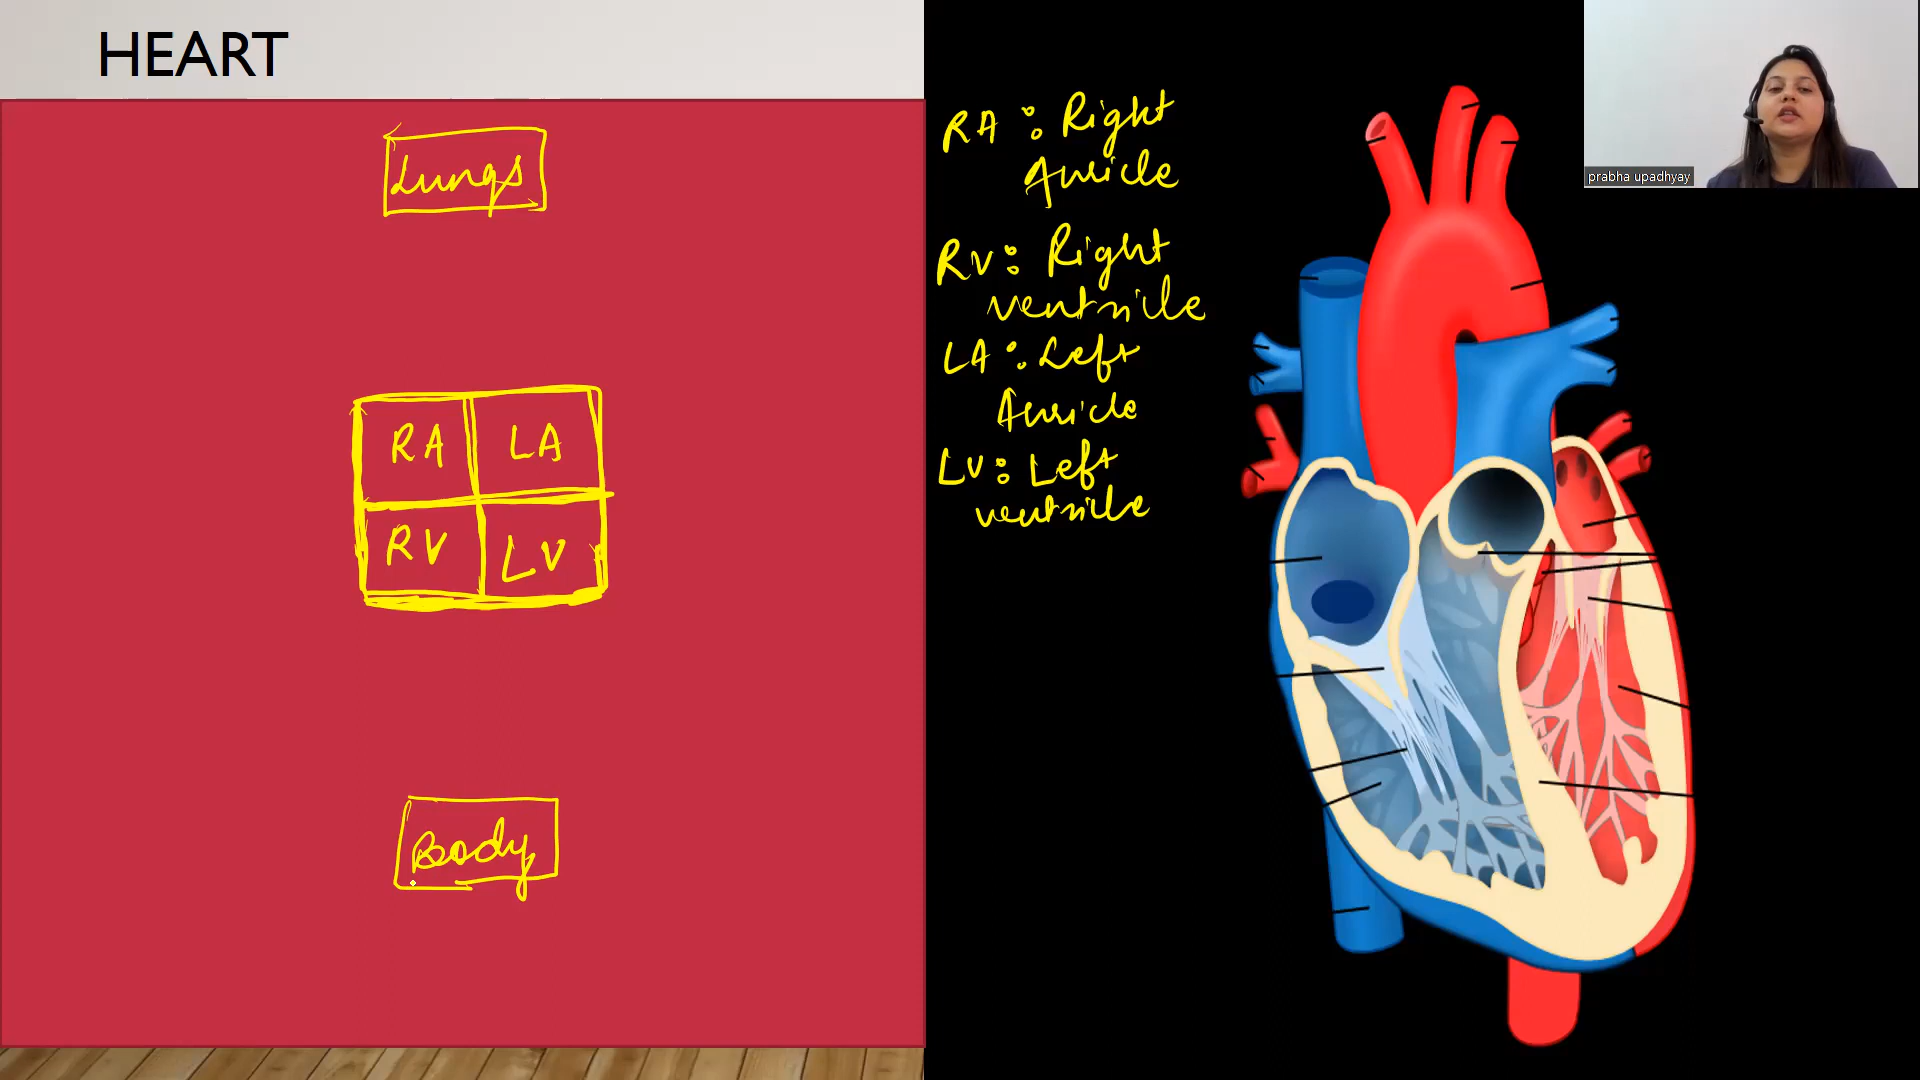 HEART
Lungs
RA LA
RV LV
Body
RA : Right
Auricle
RV : Right
ventricle
LA : Left
Auricle
LV : Left
ventricle
prabha upadhyay